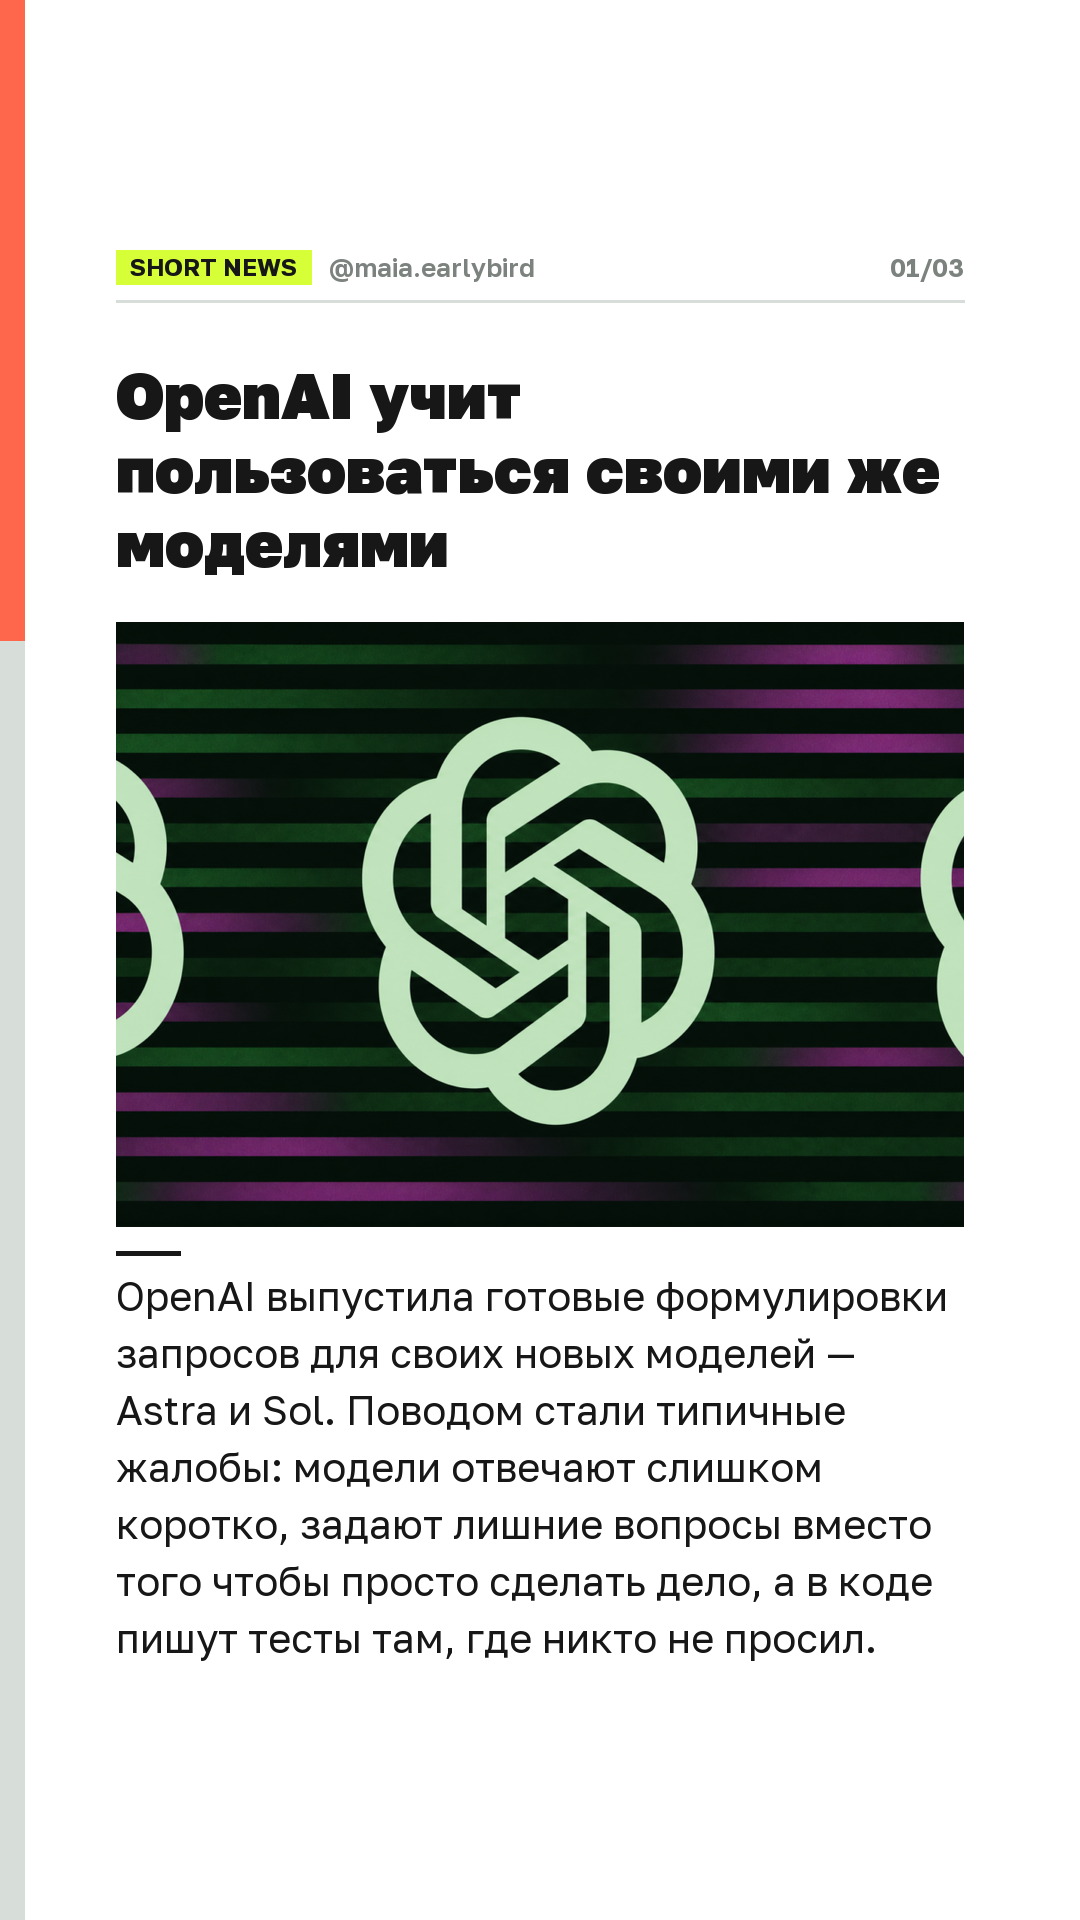 SHORT NEWS @maia.earlybird 01/03
OpenAI учит
пользоваться своими же
моделями
OpenAI выпустила готовые формулировки
запросов для своих новых моделей —
Astra и Sol. Поводом стали типичные
жалобы: модели отвечают слишком
коротко, задают лишние вопросы вместо
того чтобы просто сделать дело, а в коде
пишут тесты там, где никто не просил.